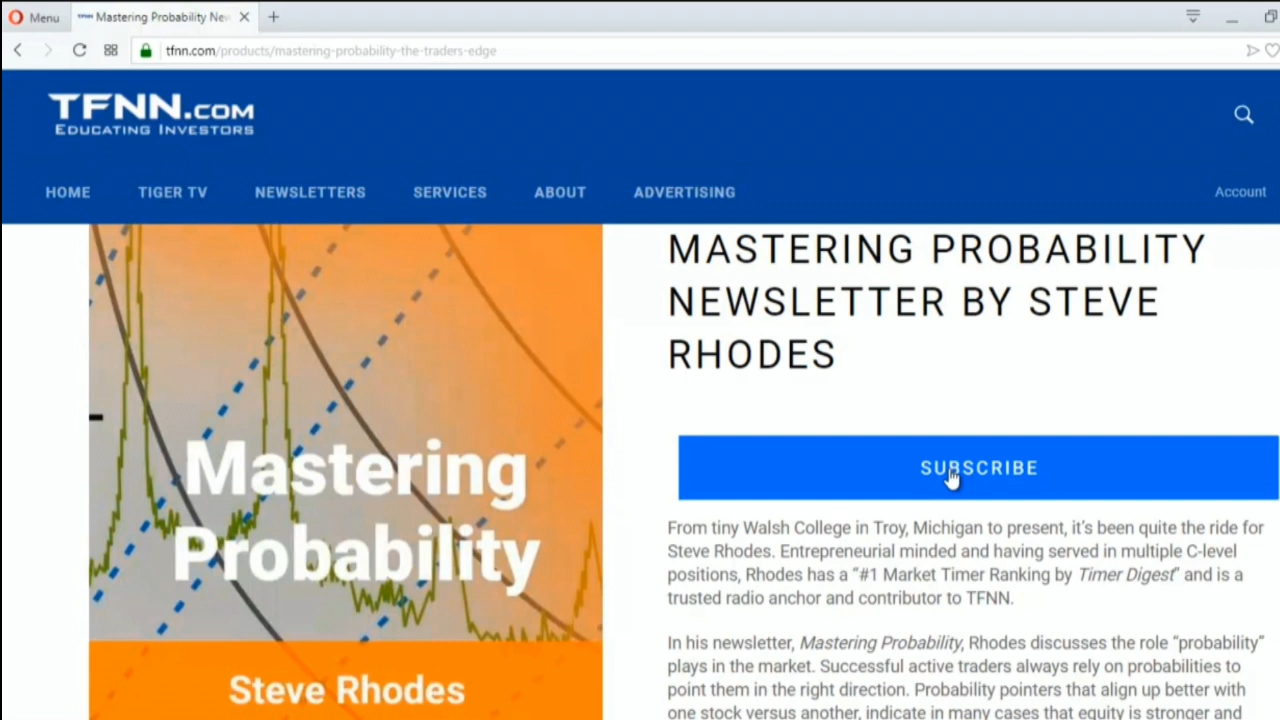 Menu
Mastering Probability Nev
tfnn.com/products/mastering-probability-the-traders-edge
TFNN.COM
EDUCATING INVESTORS
HOME TIGER TV NEWSLETTERS SERVICES ABOUT ADVERTISING Account
MASTERING PROBABILITY
NEWSLETTER BY STEVE
RHODES
Mastering
Probability
Steve Rhodes
SUBSCRIBE
From tiny Walsh College in Troy, Michigan to present, it's been quite the ride for
Steve Rhodes. Entrepreneurial minded and having served in multiple C-level
positions, Rhodes has a “#1 Market Timer Ranking by Timer Digest” and is a
trusted radio anchor and contributor to TFNN.
In his newsletter, Mastering Probability, Rhodes discusses the role “probability”
plays in the market. Successful active traders always rely on probabilities to
point them in the right direction. Probability pointers that align up better with
one stock versus another, indicate in many cases that equity is stronger and